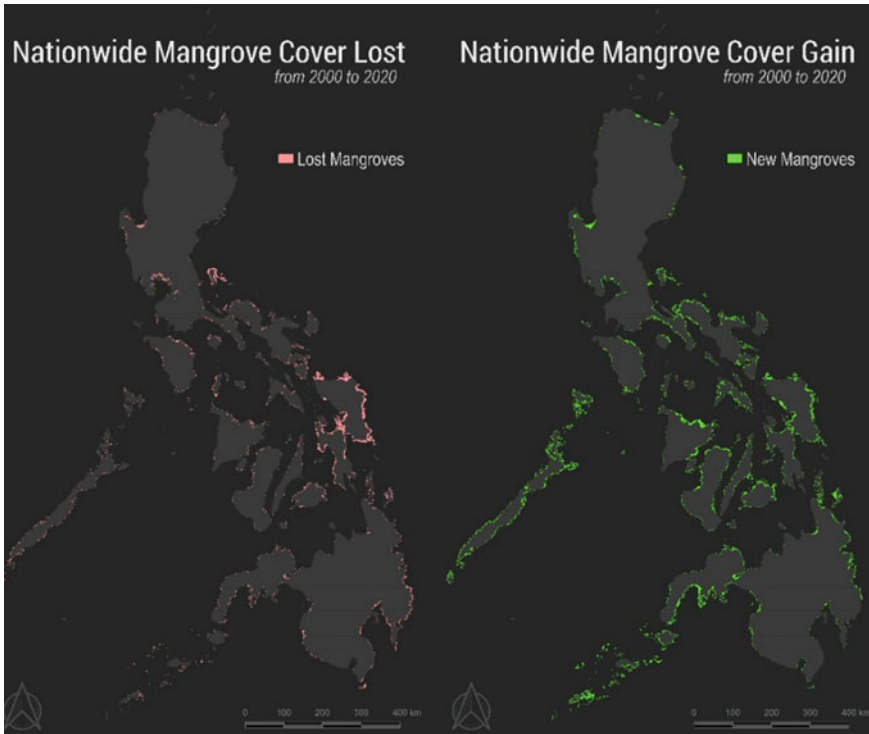 Nationwide Mangrove Cover Lost
from 2000 to 2020
Lost Mangroves
0 100 200 300 400 km
Nationwide Mangrove Cover Gain
from 2000 to 2020
New Mangroves
0 100 200 300 400 km